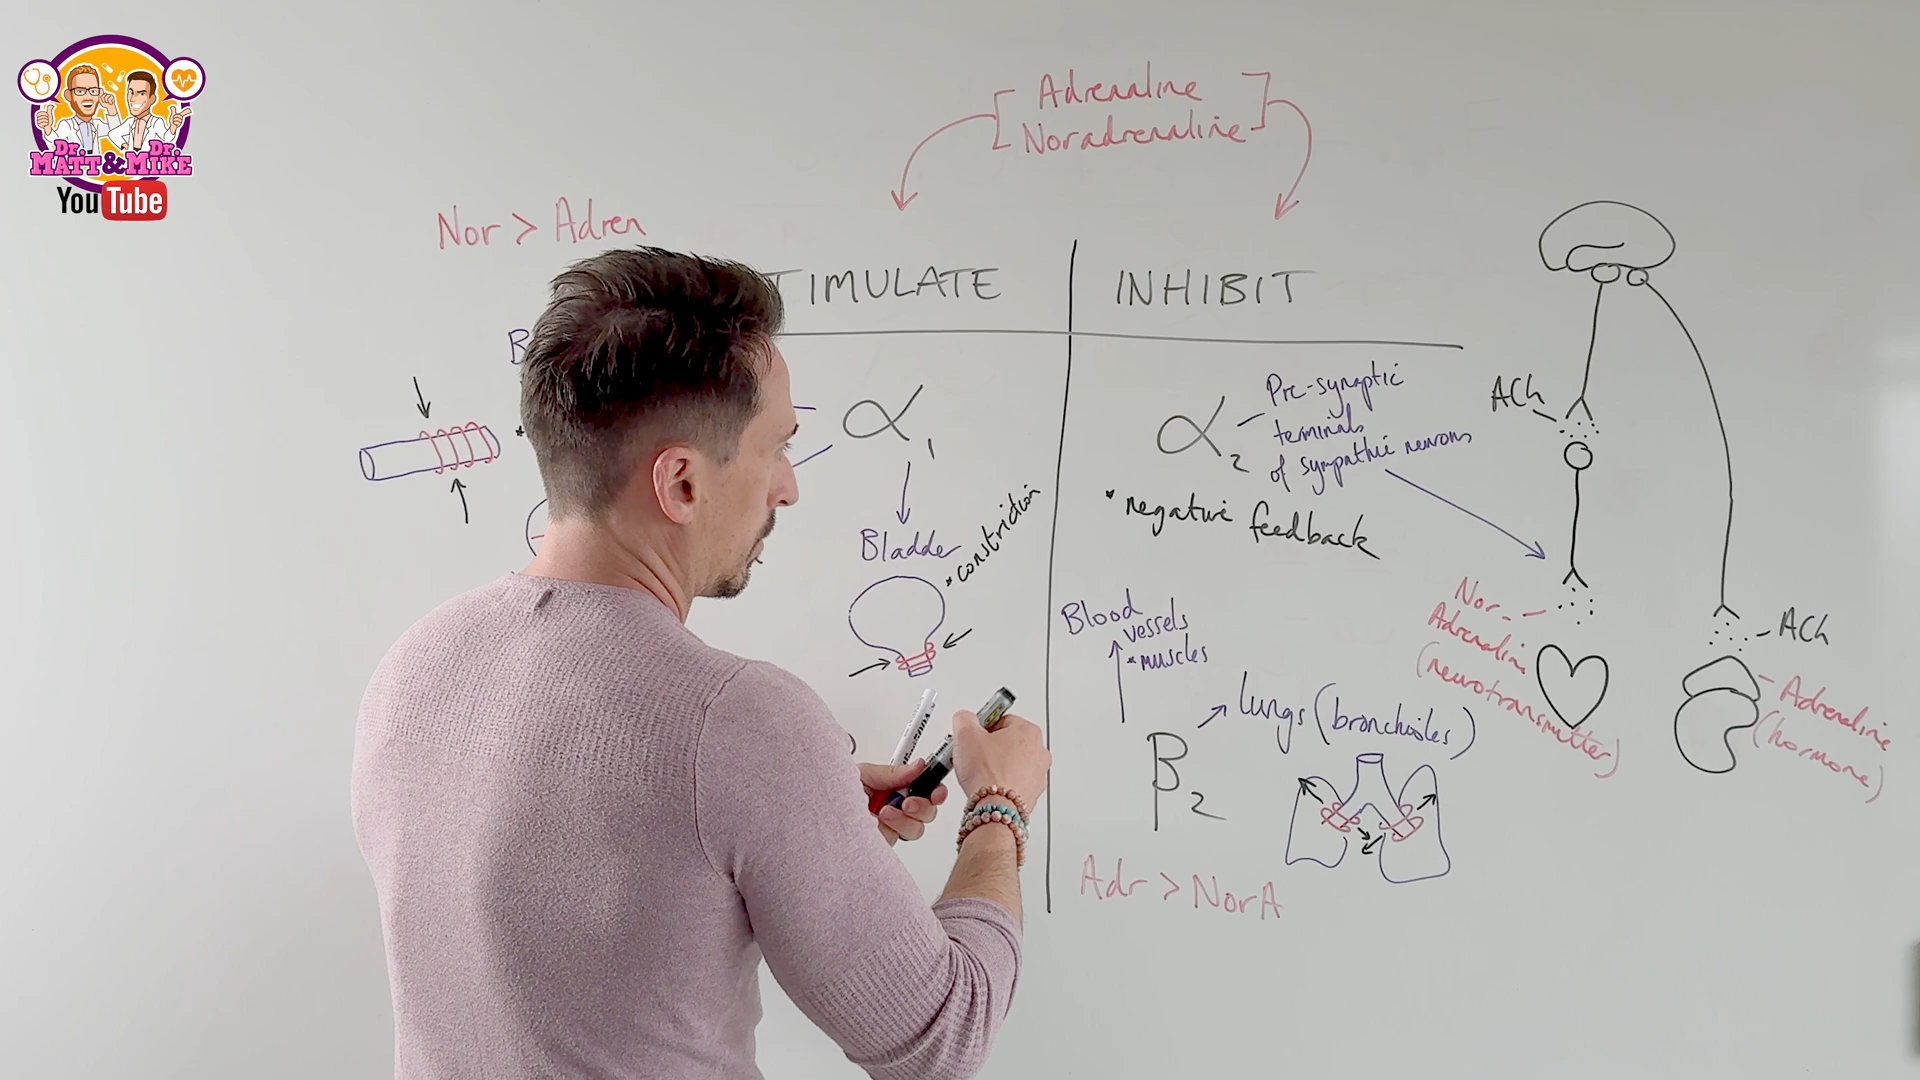 Dr. Dr.
MATT & MIKE
YouTube
Adrenaline
Noradrenaline
Nor > Adren
TIMULATE
INHIBIT
B
α1
Bladder
* constriction
α2
Pre-synaptic
terminals
of sympathic neurons
* negative feedback
Blood
vessels
* muscles
β2
lungs (bronchioles)
Adr > NorA
ACh
Nor
Adrenaline
(neurotransmitter)
ACh
Adrenaline
(hormone)